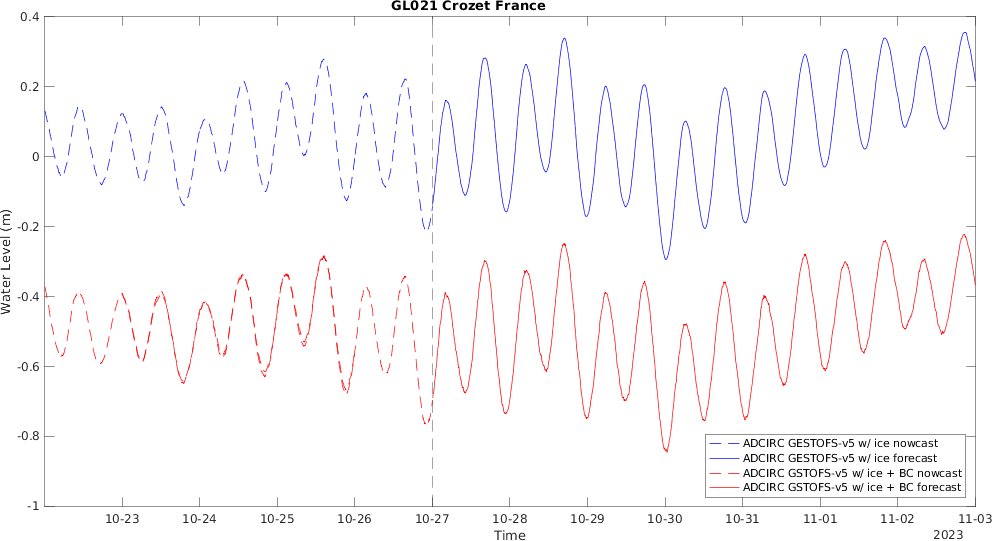 GL021 Crozet France
0.4
0.2
0
-0.2
-0.4
-0.6
-0.8
-1
Water Level (m)
ADCIRC GESTOFS-v5 w/ ice nowcast
ADCIRC GESTOFS-v5 w/ ice forecast
ADCIRC GSTOFS-v5 w/ ice + BC nowcast
ADCIRC GSTOFS-v5 w/ ice + BC forecast
10-23 10-24 10-25 10-26 10-27 10-28 10-29 10-30 10-31 11-01 11-02 11-03
Time
2023